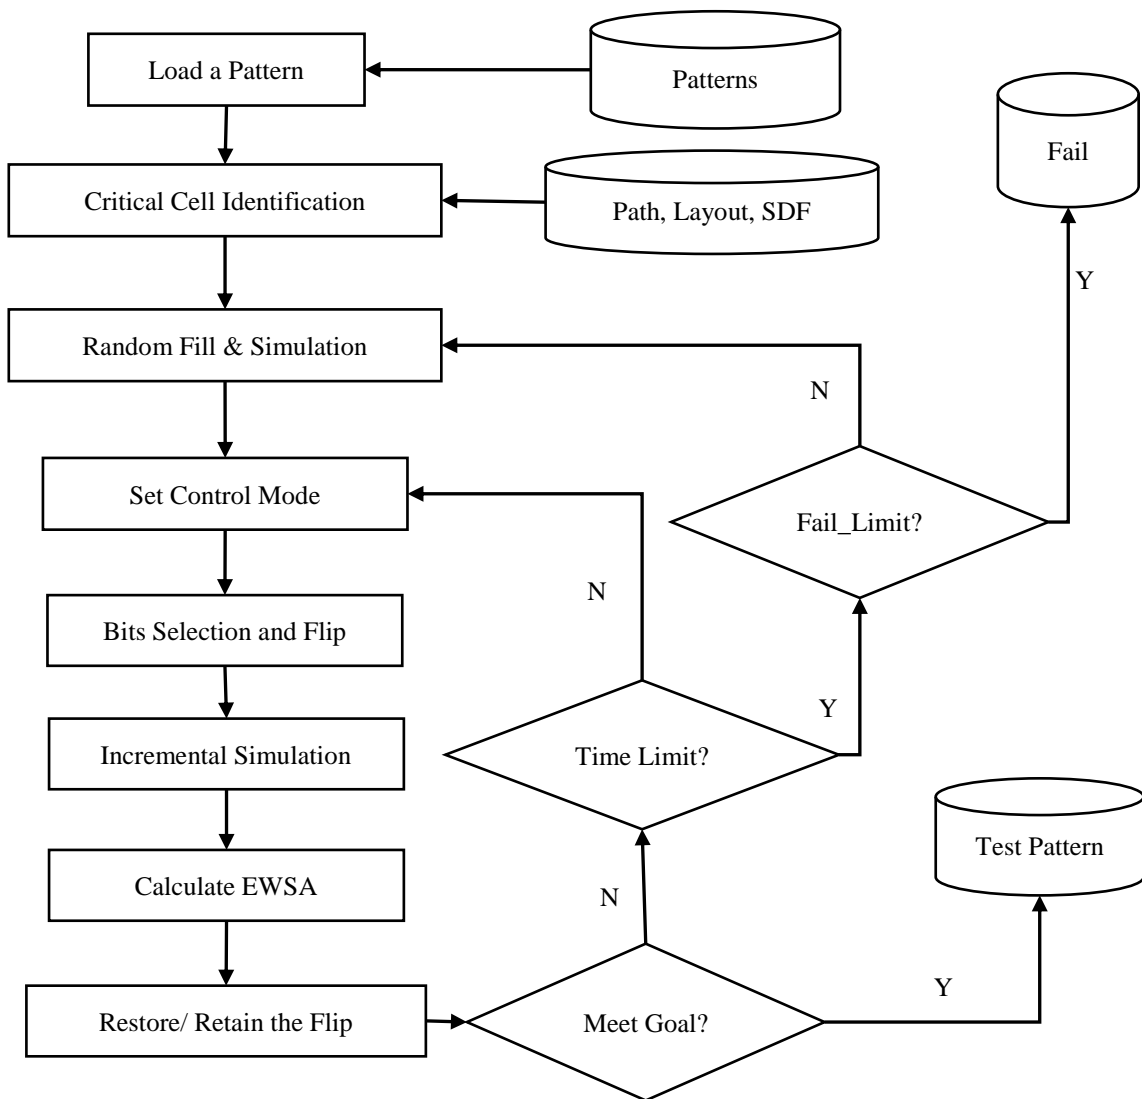 Load a Pattern
Patterns
Fail
Critical Cell Identification
Path, Layout, SDF
Y
Random Fill & Simulation
N
Set Control Mode
Fail_Limit?
N
Bits Selection and Flip
Y
Incremental Simulation
Time Limit?
Test Pattern
Calculate EWSA
N
Y
Restore/ Retain the Flip
Meet Goal?